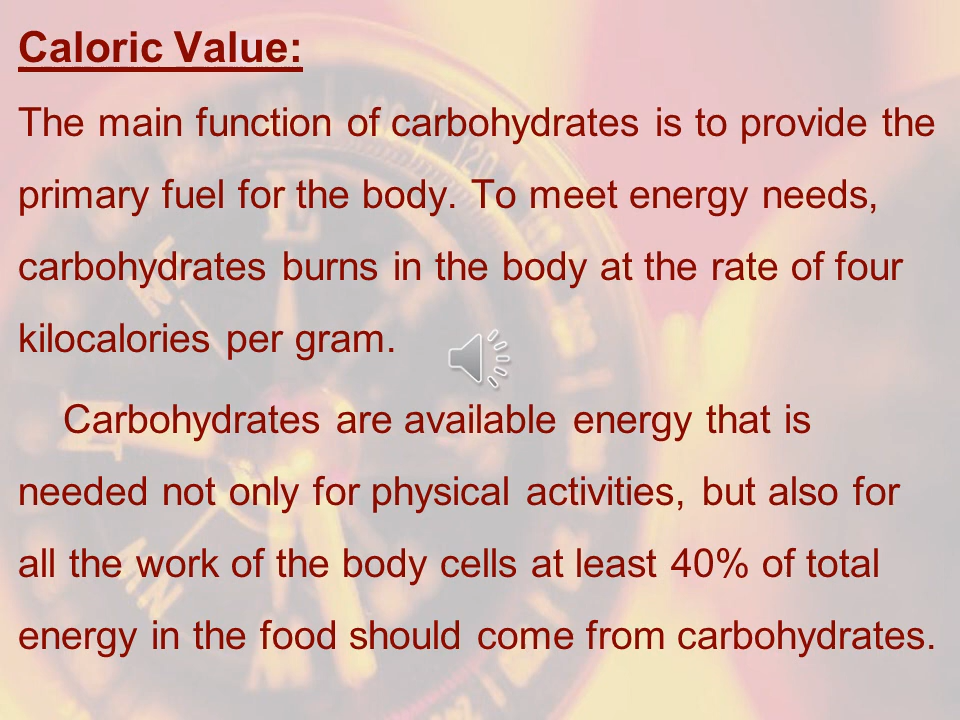 Caloric Value:
The main function of carbohydrates is to provide the
primary fuel for the body. To meet energy needs,
carbohydrates burns in the body at the rate of four
kilocalories per gram.
Carbohydrates are available energy that is
needed not only for physical activities, but also for
all the work of the body cells at least 40% of total
energy in the food should come from carbohydrates.